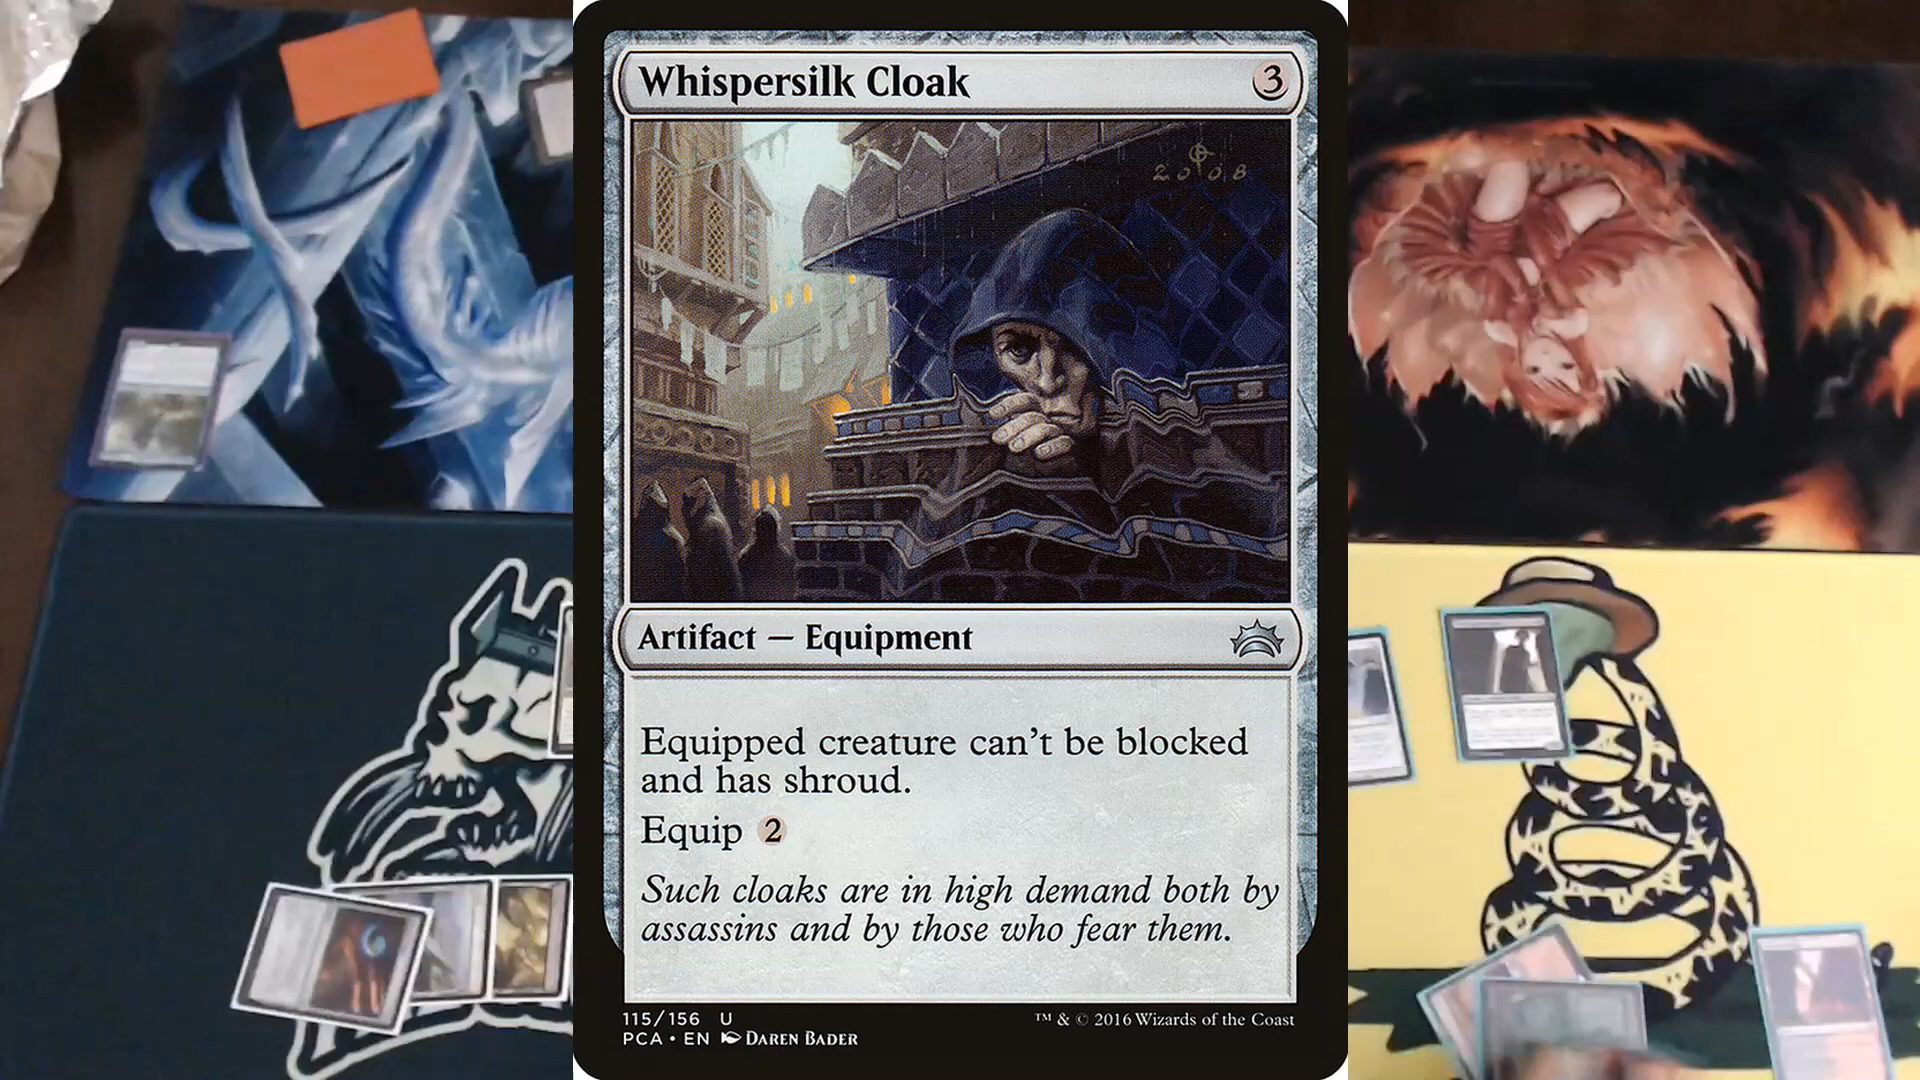 Whispersilk Cloak 3
2008
Artifact — Equipment
Equipped creature can't be blocked
and has shroud.
Equip 2
Such cloaks are in high demand both by
assassins and by those who fear them.
115/156 U
PCA • EN Daren Bader
™ & © 2016 Wizards of the Coast